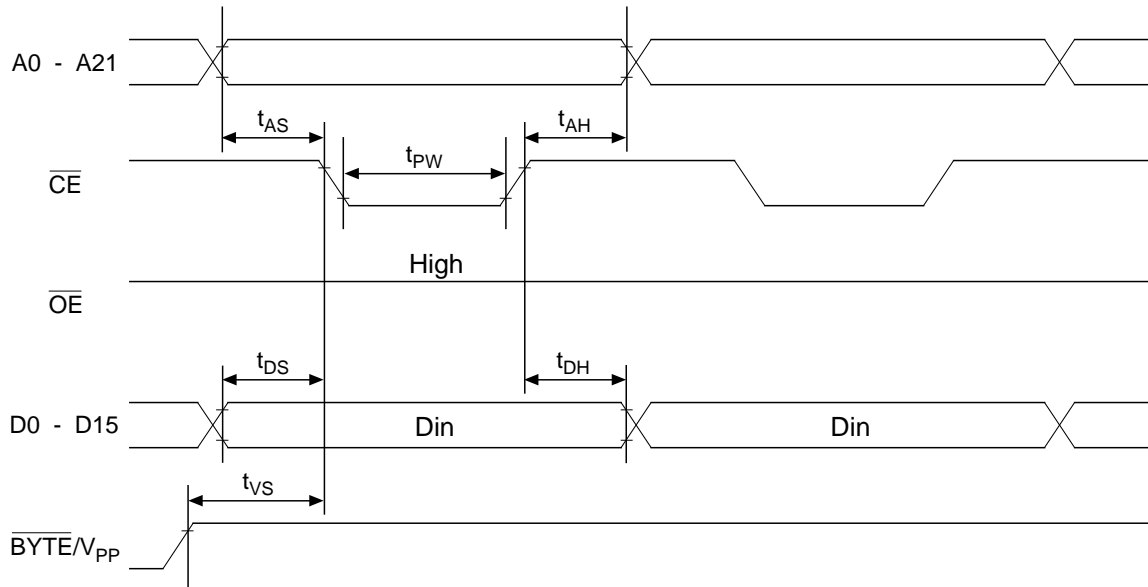 A0 - A21
tAS
tAH
tPW
CE
High
OE
tDS
tDH
D0 - D15
Din
Din
tVS
BYTE/VPP